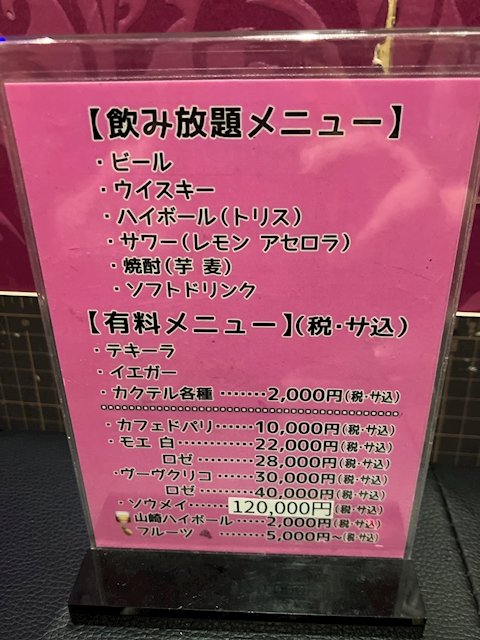 【飲み放題メニュー】
・ビール
・ウイスキー
・ハイボール(トリス)
・サワー(レモン アセロラ)
・焼酎(芋 麦)
・ソフトドリンク
【有料メニュー】(税・サ込)
・テキーラ
・イエガー
・カクテル各種 ……2,000円(税・サ込)
・カフェドパリ……10,000円(税・サ込)
・モエ 白…………22,000円(税・サ込)
ロゼ…………28,000円(税・サ込)
・ヴーヴクリコ……30,000円(税・サ込)
ロゼ…………40,000円(税・サ込)
・ソウメイ……120,000円(税・サ込)
山崎ハイボール……2,000円(税・サ込)
フルーツ ……5,000円~(税・サ込)